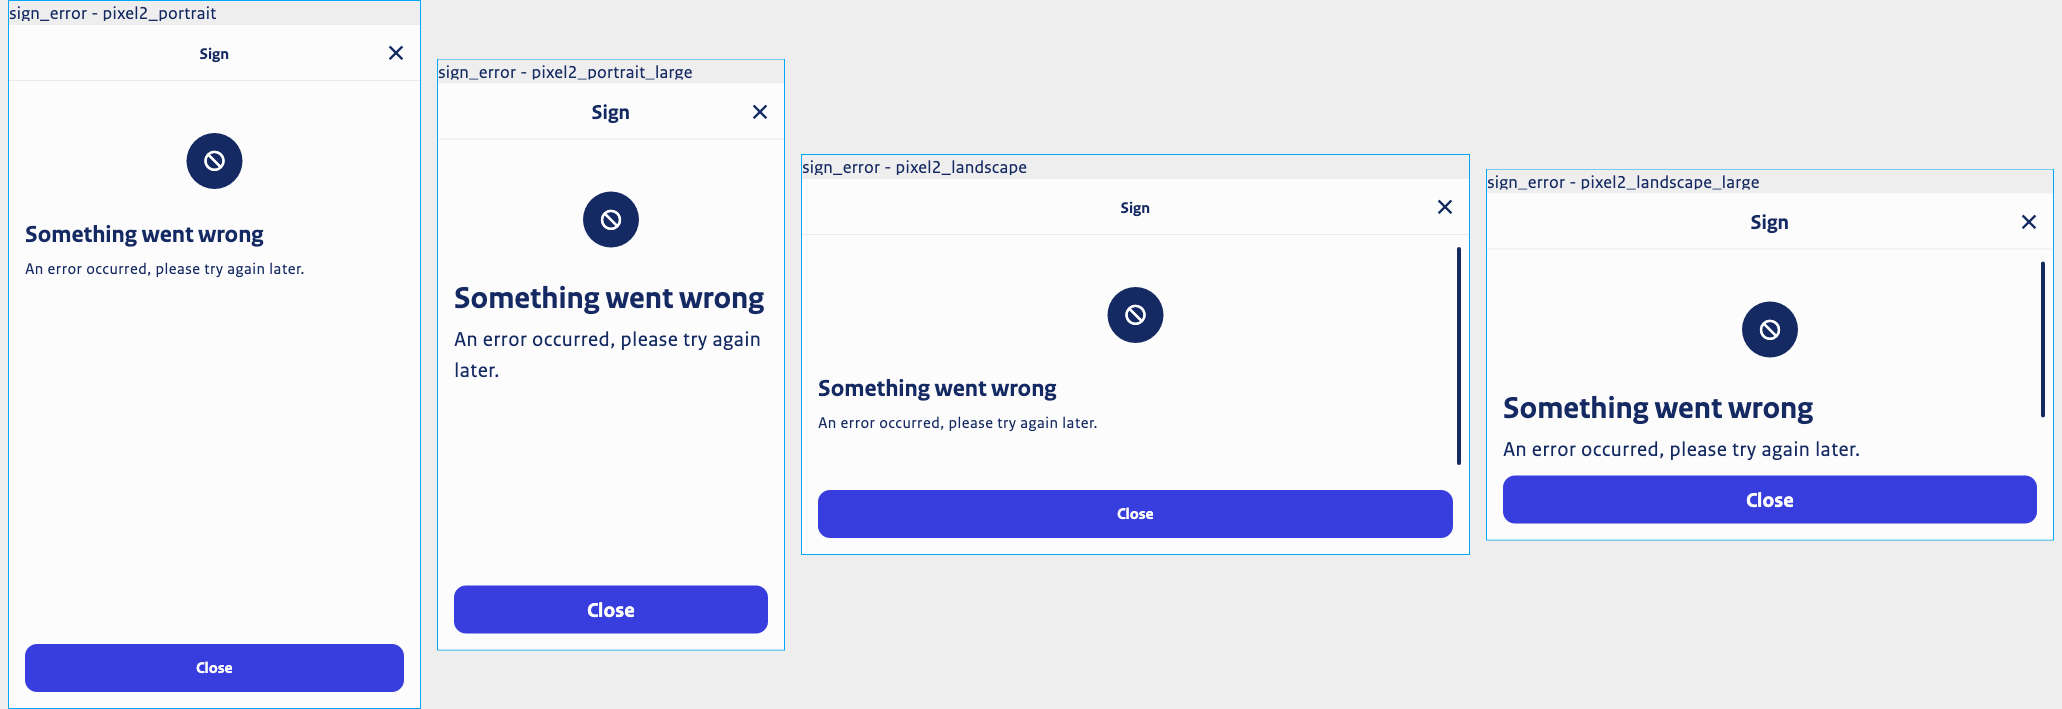 sign_error - pixel2_portrait
Sign
Something went wrong
An error occurred, please try again later.
Close
sign_error - pixel2_portrait_large
Sign
Something went wrong
An error occurred, please try again
later.
Close
sign_error - pixel2_landscape
Sign
Something went wrong
An error occurred, please try again later.
Close
sign_error - pixel2_landscape_large
Sign
Something went wrong
An error occurred, please try again later.
Close